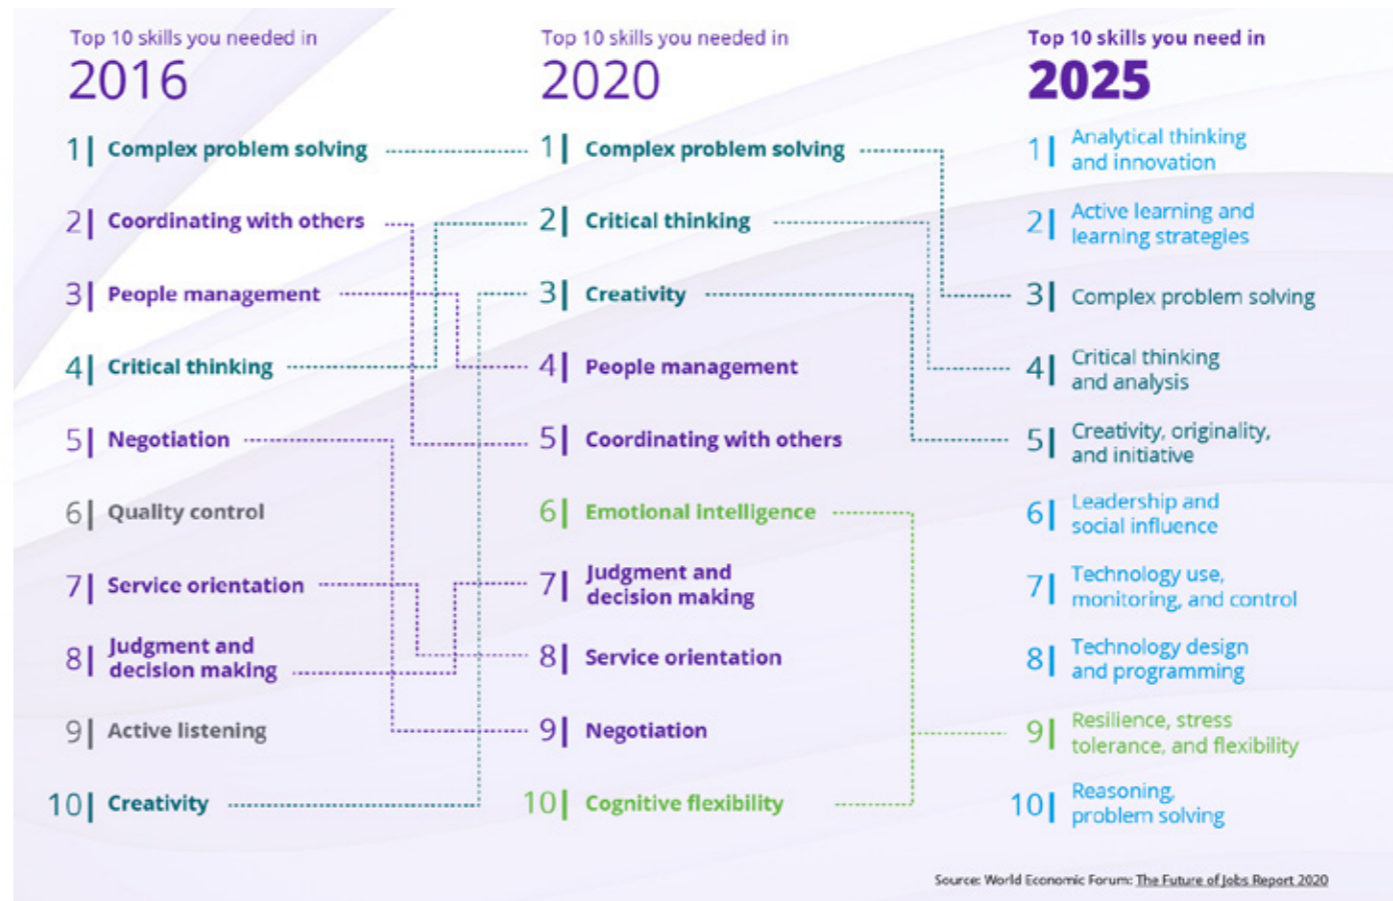 Top 10 skills you needed in
2016
1 Complex problem solving
2 Coordinating with others
3 People management
4 Critical thinking
5 Negotiation
6 Quality control
7 Service orientation
8 Judgment and
decision making
9 Active listening
10 Creativity
Top 10 skills you needed in
2020
1 Complex problem solving
2 Critical thinking
3 Creativity
4 People management
5 Coordinating with others
6 Emotional intelligence
7 Judgment and
decision making
8 Service orientation
9 Negotiation
10 Cognitive flexibility
Top 10 skills you need in
2025
1 Analytical thinking
and innovation
2 Active learning and
learning strategies
3 Complex problem solving
4 Critical thinking
and analysis
5 Creativity, originality,
and initiative
6 Leadership and
social influence
7 Technology use,
monitoring, and control
8 Technology design
and programming
9 Resilience, stress
tolerance, and flexibility
10 Reasoning,
problem solving
Source: World Economic Forum: The Future of Jobs Report 2020